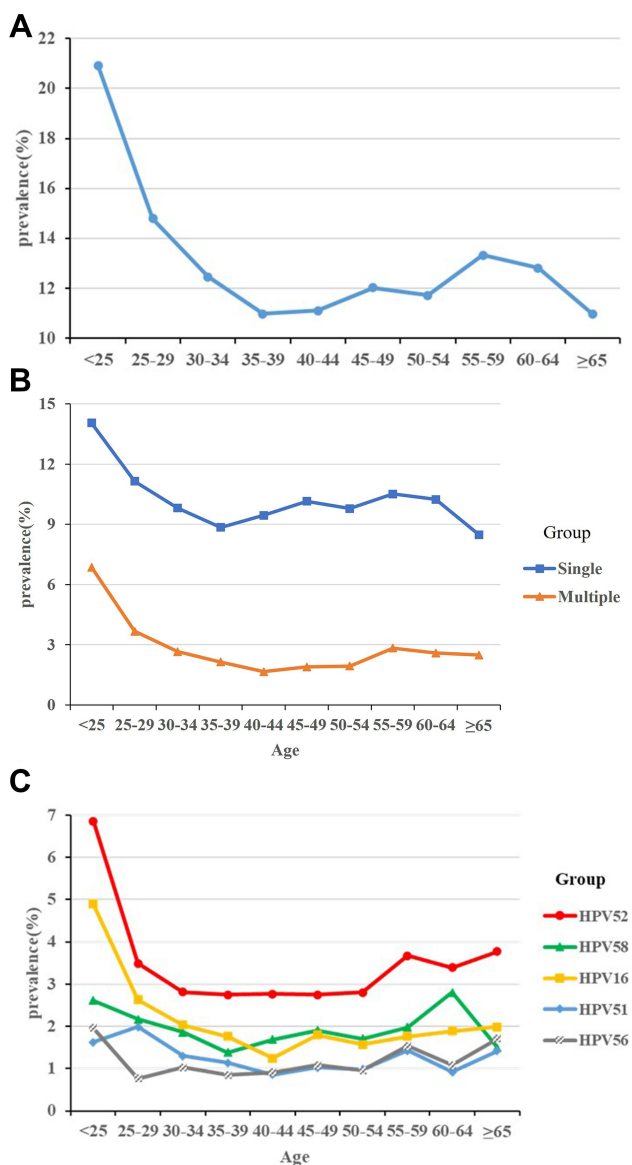 A
22
20
18
16
14
12
10
prevalence(%)
<25 25-29 30-34 35-39 40-44 45-49 50-54 55-59 60-64 ≥65
B
15
12
9
6
3
0
prevalence(%)
Group
Single
Multiple
<25 25-29 30-34 35-39 40-44 45-49 50-54 55-59 60-64 ≥65
Age
C
7
6
5
4
3
2
1
0
prevalence(%)
Group
HPV52
HPV58
HPV16
HPV51
HPV56
<25 25-29 30-34 35-39 40-44 45-49 50-54 55-59 60-64 ≥65
Age